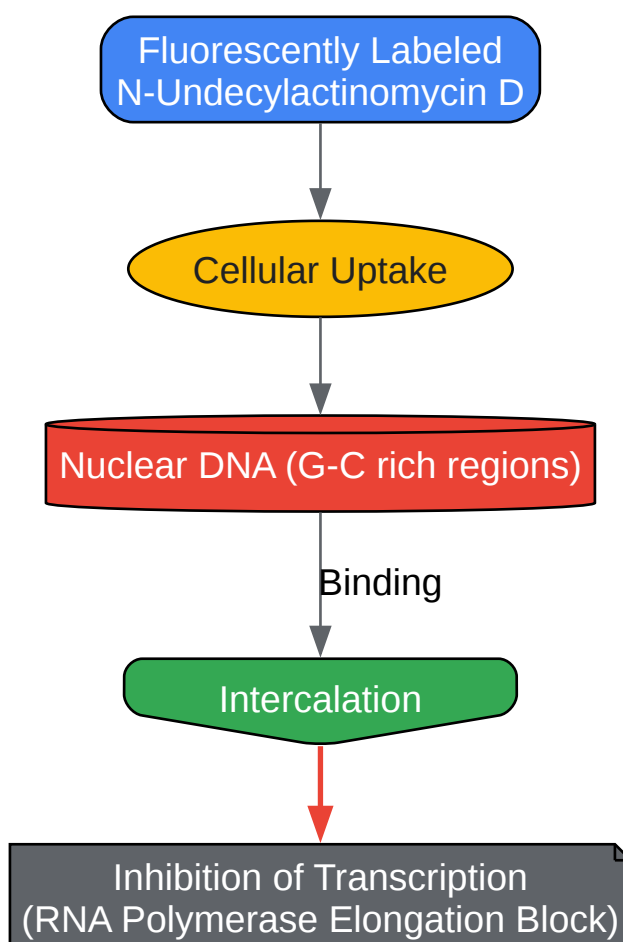 Fluorescently Labeled
N-Undecylactinomycin D
Cellular Uptake
Nuclear DNA (G-C rich regions)
Binding
Intercalation
Inhibition of Transcription
(RNA Polymerase Elongation Block)